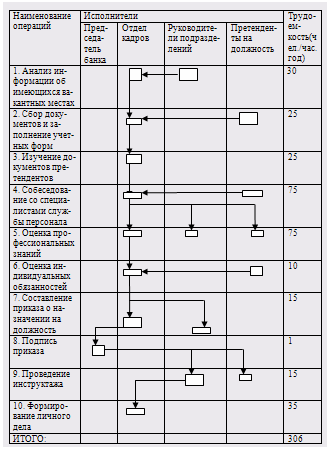 Наименование операций
Исполнители
Трудо-
ем-
кость(ч
ел./час.
год)
Пред-
седа-
тель
банка
Отдел
кадров
Руководите-
ли подразде-
лений
Претенден-
ты на
должность
1. Анализ ин-
формации об
имеющихся ва-
кантных местах
30
2. Сбор доку-
ментов и за-
полнение учет-
ных форм
25
3. Изучение до-
кументов пре-
тендентов
25
4. Собеседова-
ние со специа-
листами служ-
бы персонала
75
5. Оценка про-
фессиональных
знаний
75
6. Оценка ин-
дивидуальных
обязанностей
10
7. Составление
приказа о на-
значении на
должность
15
8. Подпись
приказа
1
9. Проведение
инструктажа
15
10. Формиро-
вание личного
дела
35
ИТОГО:
306